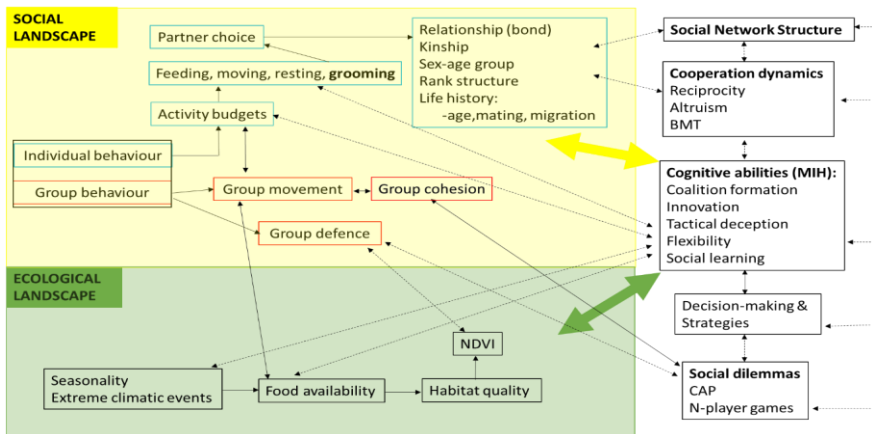 SOCIAL
LANDSCAPE
Partner choice
Feeding, moving, resting, grooming
Activity budgets
Individual behaviour
Group behaviour
Group movement
Group cohesion
Group defence
Relationship (bond)
Kinship
Sex-age group
Rank structure
Life history:
-age,mating, migration
Social Network Structure
Cooperation dynamics
Reciprocity
Altruism
BMT
Cognitive abilities (MIH):
Coalition formation
Innovation
Tactical deception
Flexibility
Social learning
Decision-making &
Strategies
Social dilemmas
CAP
N-player games
ECOLOGICAL
LANDSCAPE
NDVI
Seasonality
Extreme climatic events
Food availability
Habitat quality